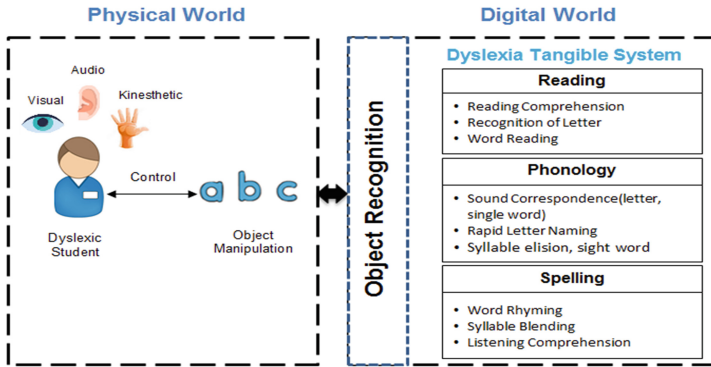 Physical World
Digital World
Audio
Visual
Kinesthetic
Control
Dyslexic
Student
a b c
Object
Manipulation
Object Recognition
Dyslexia Tangible System
Reading
• Reading Comprehension
• Recognition of Letter
• Word Reading
Phonology
• Sound Correspondence(letter,
single word)
• Rapid Letter Naming
• Syllable elision, sight word
Spelling
• Word Rhyming
• Syllable Blending
• Listening Comprehension